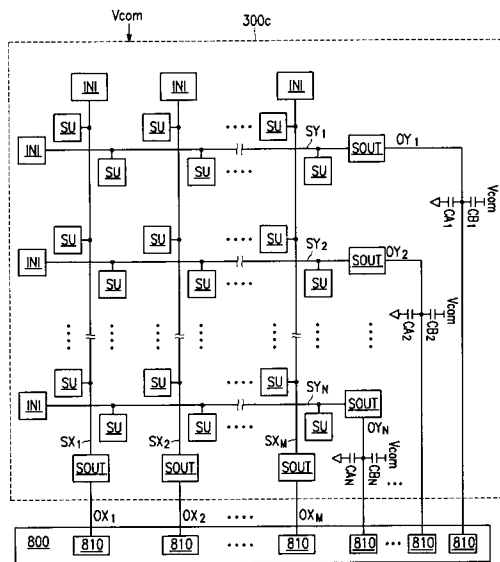 Vcom 300c
INI INI INI
SU SU SU
INI SY1 SOUT OY1
SU SU SU
CA1 CB1 Vcom
SU SU SU
INI SY2 SOUT OY2
SU SU SU
CA2 CB2 Vcom
SU SU SU
INI SYN SOUT
SU SU SU OYN
SX1 SX2 SXM
SOUT SOUT SOUT CAN CBN Vcom
OX1 OX2 OXM
800 810 810 810 810 810 810